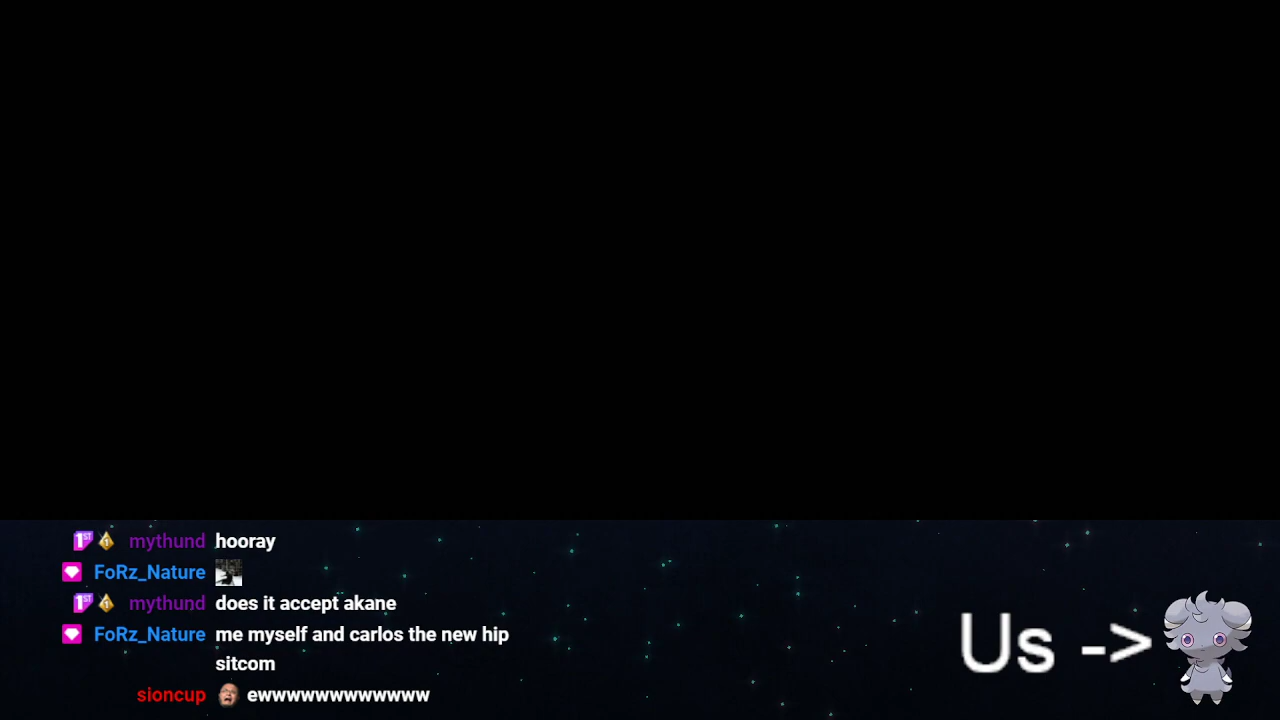 mythund hooray
FoRz_Nature
mythund does it accept akane
FoRz_Nature me myself and carlos the new hip
sitcom
sioncup ewwwwwwwwwwwww
Us ->